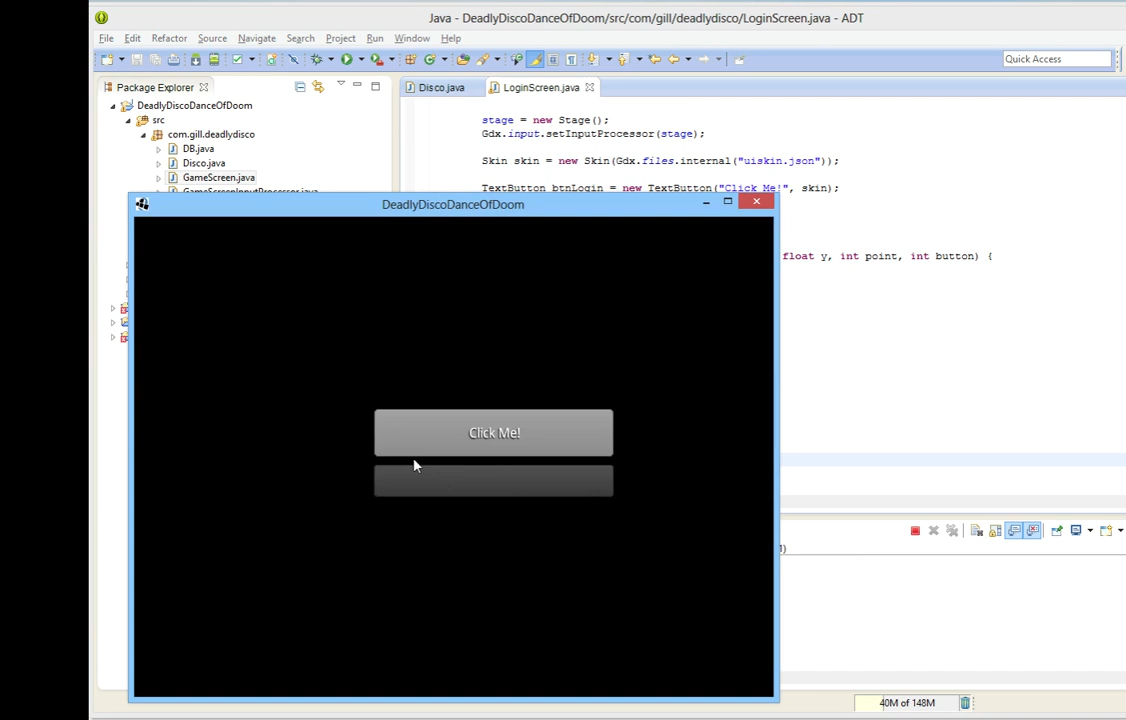 Java - DeadlyDiscoDanceOfDoom/src/com/gill/deadlydisco/LoginScreen.java - ADT
File Edit Refactor Source Navigate Search Project Run Window Help
Quick Access
Package Explorer
Disco.java
LoginScreen.java
DeadlyDiscoDanceOfDoom
src
com.gill.deadlydisco
DB.java
Disco.java
GameScreen.java
GameScreenInputProcessor.java
stage = new Stage();
Gdx.input.setInputProcessor(stage);
Skin skin = new Skin(Gdx.files.internal("uiskin.json"));
TextButton btnLogin = new TextButton("Click Me!", skin);
float y, int point, int button) {
DeadlyDiscoDanceOfDoom
Click Me!
40M of 148M